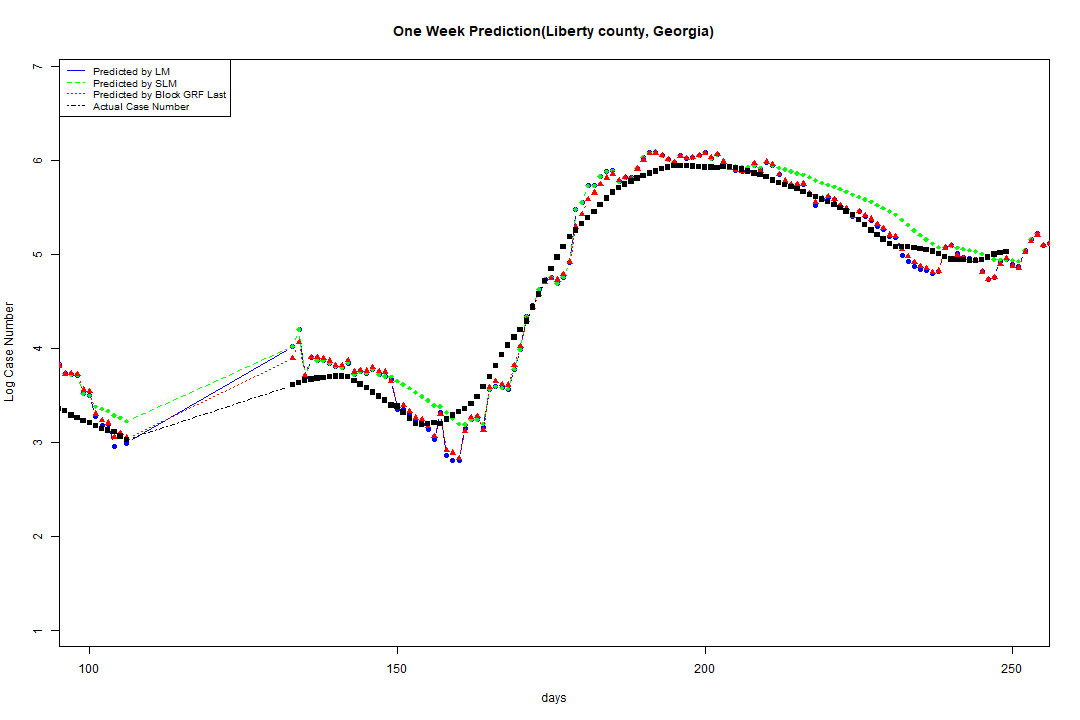 One Week Prediction(Liberty county, Georgia)
Predicted by LM
Predicted by SLM
Predicted by Block GRF Last
Actual Case Number
Log Case Number
7
6
5
4
3
2
1
100 150 200 250
days